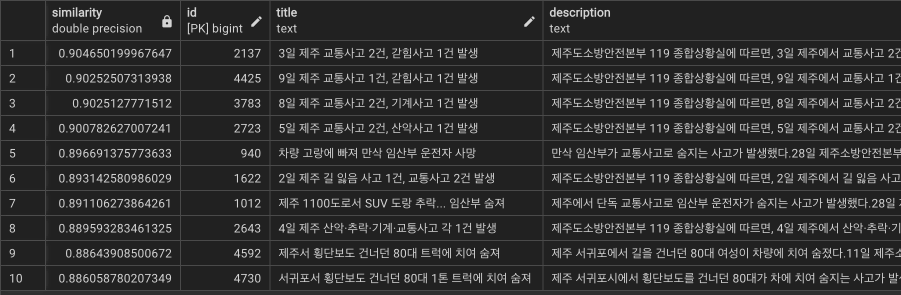 similarity id title description
double precision [PK] bigint text text
1 0.904650199967647 2137 3일 제주 교통사고 2건, 갇힘사고 1건 발생 제주도소방안전본부 119 종합상황실에 따르면, 3일 제주에서 교통사고 2건
2 0.90252507313938 4425 9일 제주 교통사고 1건, 갇힘사고 1건 발생 제주도소방안전본부 119 종합상황실에 따르면, 9일 제주에서 교통사고 1건
3 0.9025127771512 3783 8일 제주 교통사고 2건, 기계사고 1건 발생 제주도소방안전본부 119 종합상황실에 따르면, 8일 제주에서 교통사고 2건
4 0.900782627007241 2723 5일 제주 교통사고 2건, 산악사고 1건 발생 제주도소방안전본부 119 종합상황실에 따르면, 5일 제주에서 교통사고 2건
5 0.896691375773633 940 차량 고랑에 빠져 만삭 임산부 운전자 사망 만삭 임산부가 교통사고로 숨지는 사고가 발생했다.28일 제주소방안전본부
6 0.893142580986029 1622 2일 제주 길 잃음 사고 1건, 교통사고 2건 발생 제주도소방안전본부 119 종합상황실에 따르면, 2일 제주에서 길 잃음 사고
7 0.891106273864261 1012 제주 1100도로서 SUV 도랑 추락... 임산부 숨져 제주에서 단독 교통사고로 임산부 운전자가 숨지는 사고가 발생했다.28일
8 0.889593283461325 2643 4일 제주 산악·추락·기계·교통사고 각 1건 발생 제주도소방안전본부 119 종합상황실에 따르면, 4일 제주에서 산악·추락·기
9 0.88643908500672 4592 제주서 횡단보도 건너던 80대 트럭에 치여 숨져 제주 서귀포에서 길을 건너던 80대 여성이 차량에 치여 숨졌다.11일 제주소
10 0.886058780207349 4730 서귀포서 횡단보도 건너던 80대 1톤 트럭에 치여 숨져 제주 서귀포시에서 횡단보도를 건너던 80대가 차에 치여 숨지는 사고가 발